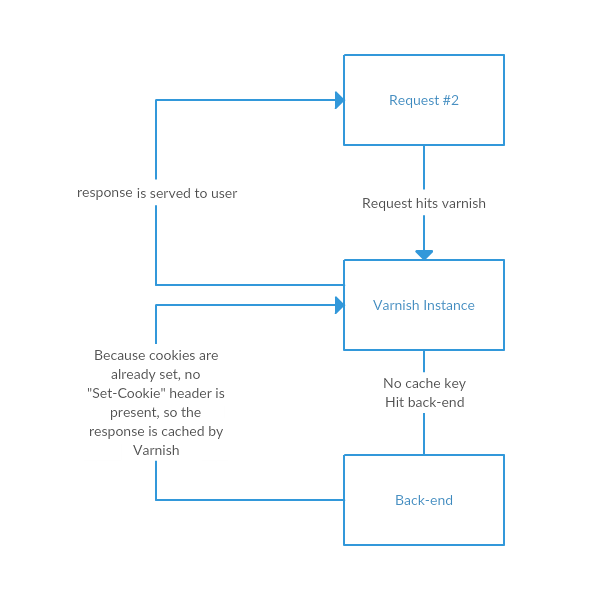 Request #2
response is served to user
Request hits varnish
Varnish Instance
Because cookies are
already set, no
"Set-Cookie" header is
present, so the
response is cached by
Varnish
No cache key
Hit back-end
Back-end